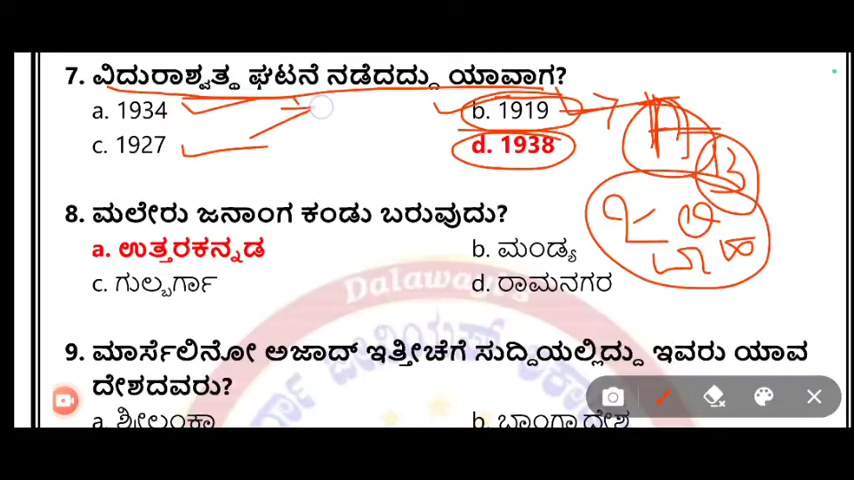 7. ವಿದುರಾಶ್ವತ್ಥ ಘಟನೆ ನಡೆದದ್ದು ಯಾವಾಗ?
a. 1934 b. 1919
c. 1927 d. 1938
8. ಮಲೇರು ಜನಾಂಗ ಕಂಡು ಬರುವುದು?
a. ಉತ್ತರಕನ್ನಡ b. ಮಂಡ್ಯ
c. ಗುಲ್ಬರ್ಗಾ d. ರಾಮನಗರ
Dalawages
9. ಮಾರ್ಸೆಲಿನೋ ಅಜಾದ್ ಇತ್ತೀಚೆಗೆ ಸುದ್ದಿಯಲ್ಲಿದ್ದು ಇವರು ಯಾವ
ದೇಶದವರು?
a. ಶ್ರೀಲಂಕಾ b. ಬಾಂಗ್ಲಾದೇಶ